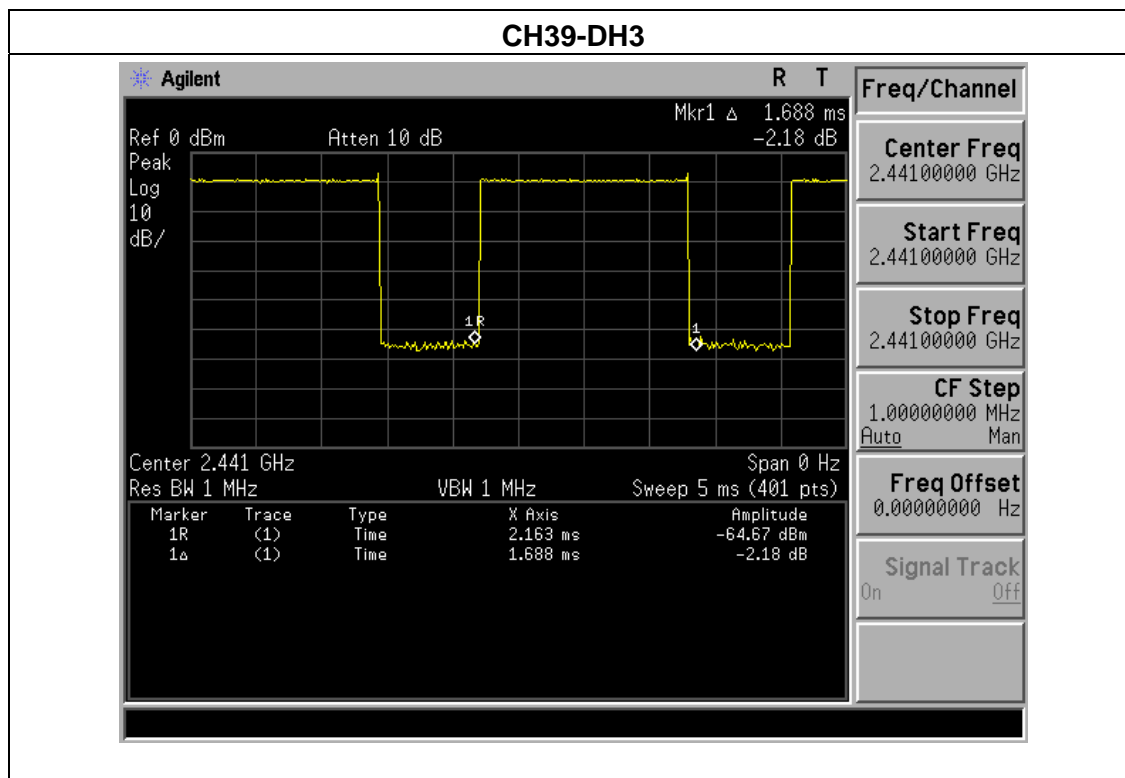 CH39-DH3
Agilent
R T
Mkr1 Δ 1.688 ms
Ref 0 dBm Atten 10 dB -2.18 dB
Peak
Log
10
dB/
1R
1
Center 2.441 GHz Span 0 Hz
Res BW 1 MHz VBW 1 MHz Sweep 5 ms (401 pts)
Marker Trace Type X Axis Amplitude
1R (1) Time 2.163 ms -64.67 dBm
1Δ (1) Time 1.688 ms -2.18 dB
Freq/Channel
Center Freq
2.44100000 GHz
Start Freq
2.44100000 GHz
Stop Freq
2.44100000 GHz
CF Step
1.00000000 MHz
Auto Man
Freq Offset
0.00000000 Hz
Signal Track
On Off